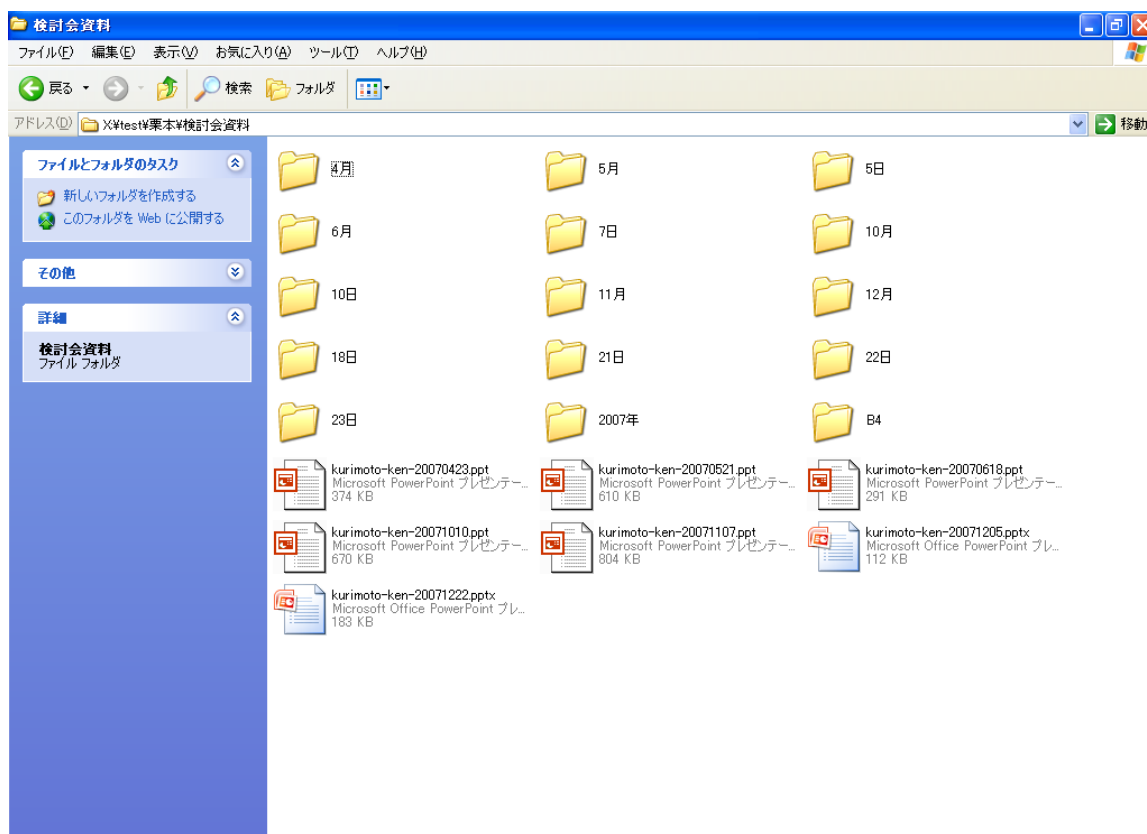 検討会資料
ファイル(F) 編集(E) 表示(V) お気に入り(A) ツール(T) ヘルプ(H)
戻る 検索 フォルダ
アドレス(D) X¥test¥栗本¥検討会資料 移動
ファイルとフォルダのタスク
新しいフォルダを作成する
このフォルダを Web に公開する
その他
詳細
検討会資料
ファイル フォルダ
4月 5月 5日
6月 7日 10月
10日 11月 12月
18日 21日 22日
23日 2007年 B4
kurimoto-ken-20070423.ppt kurimoto-ken-20070521.ppt kurimoto-ken-20070618.ppt
Microsoft PowerPoint プレゼンテー... Microsoft PowerPoint プレゼンテー... Microsoft PowerPoint プレゼンテー...
374 KB 610 KB 291 KB
kurimoto-ken-20071010.ppt kurimoto-ken-20071107.ppt kurimoto-ken-20071205.pptx
Microsoft PowerPoint プレゼンテー... Microsoft PowerPoint プレゼンテー... Microsoft Office PowerPoint プレ...
670 KB 804 KB 112 KB
kurimoto-ken-20071222.pptx
Microsoft Office PowerPoint プレ...
183 KB